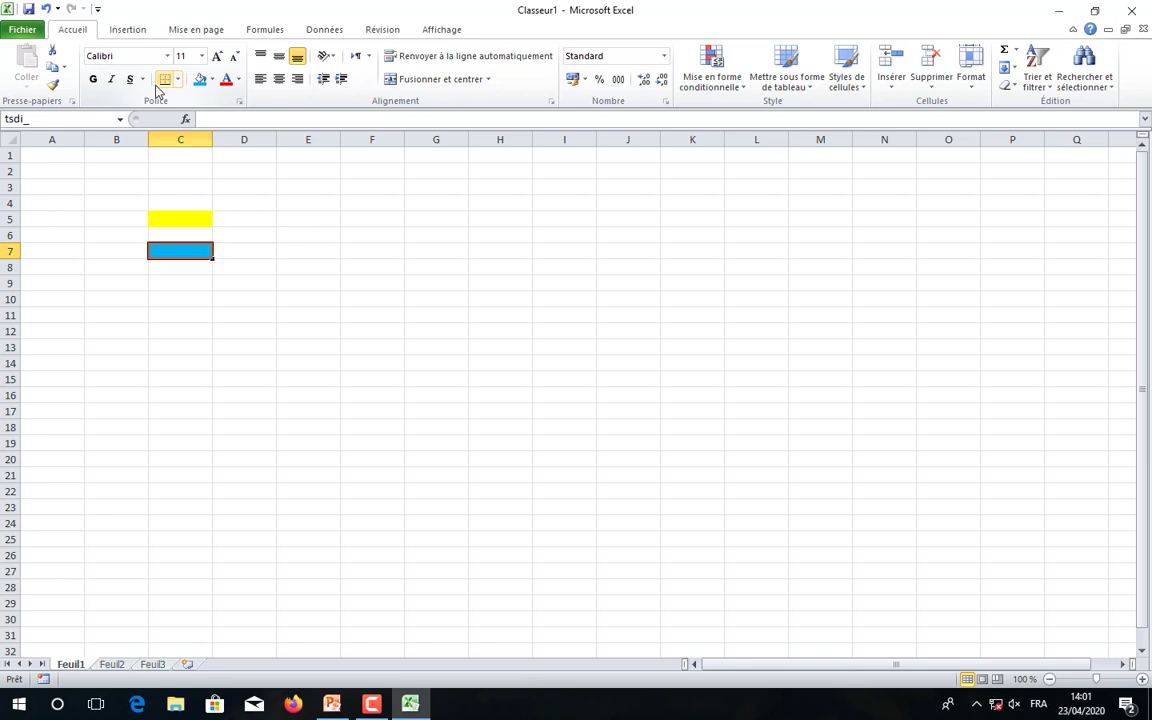 Classeur1 - Microsoft Excel
Fichier Accueil Insertion Mise en page Formules Données Révision Affichage
Coller
Calibri 11
G I S
Renvoyer à la ligne automatiquement
Fusionner et centrer
Standard
% 000
Mise en forme conditionnelle
Mettre sous forme de tableau
Styles de cellules
Insérer Supprimer Format
Trier et filtrer
Rechercher et sélectionner
Presse-papiers Police Alignement Nombre Style Cellules Édition
tsdi_ fx
A B C D E F G H I J K L M N O P Q
1
2
3
4
5
6
7
8
9
10
11
12
13
14
15
16
17
18
19
20
21
22
23
24
25
26
27
28
29
30
31
32
Feuil1 Feuil2 Feuil3
Prêt 100 %
FRA 14:01
23/04/2020 2